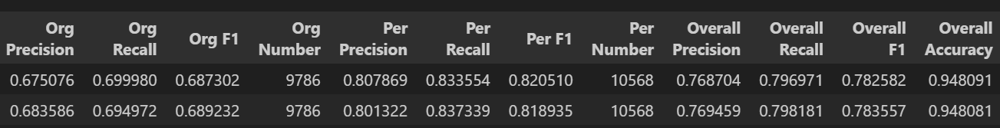 Org Precision Org Recall Org F1 Org Number Per Precision Per Recall Per F1 Per Number Overall Precision Overall Recall Overall F1 Overall Accuracy
0.675076 0.699980 0.687302 9786 0.807869 0.833554 0.820510 10568 0.768704 0.796971 0.782582 0.948091
0.683586 0.694972 0.689232 9786 0.801322 0.837339 0.818935 10568 0.769459 0.798181 0.783557 0.948081